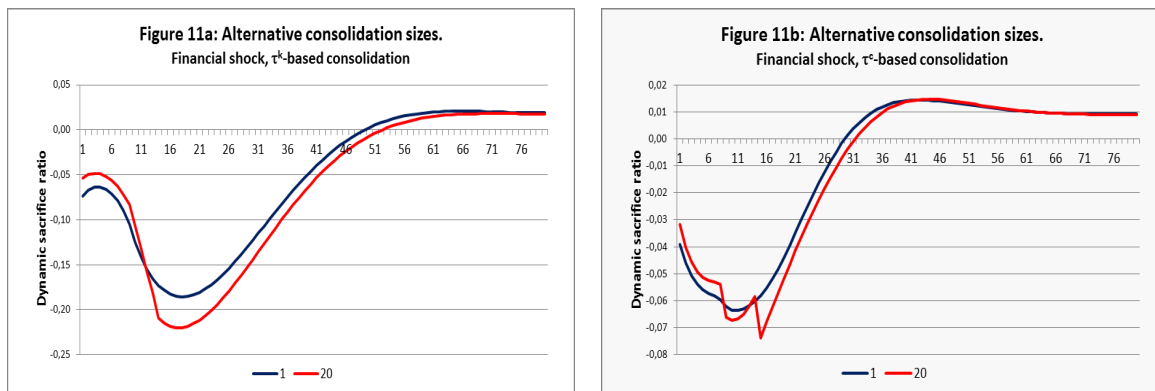 Figure 11a: Alternative consolidation sizes.
Financial shock, τᵏ-based consolidation
Dynamic sacrifice ratio
0,05
0,00
-0,05
-0,10
-0,15
-0,20
-0,25
1 6 11 16 21 26 31 36 41 46 51 56 61 66 71 76
1 20
Figure 11b: Alternative consolidation sizes.
Financial shock, τᶜ-based consolidation
Dynamic sacrifice ratio
0,02
0,01
0,00
-0,01
-0,02
-0,03
-0,04
-0,05
-0,06
-0,07
-0,08
1 6 11 16 21 26 31 36 41 46 51 56 61 66 71 76
1 20